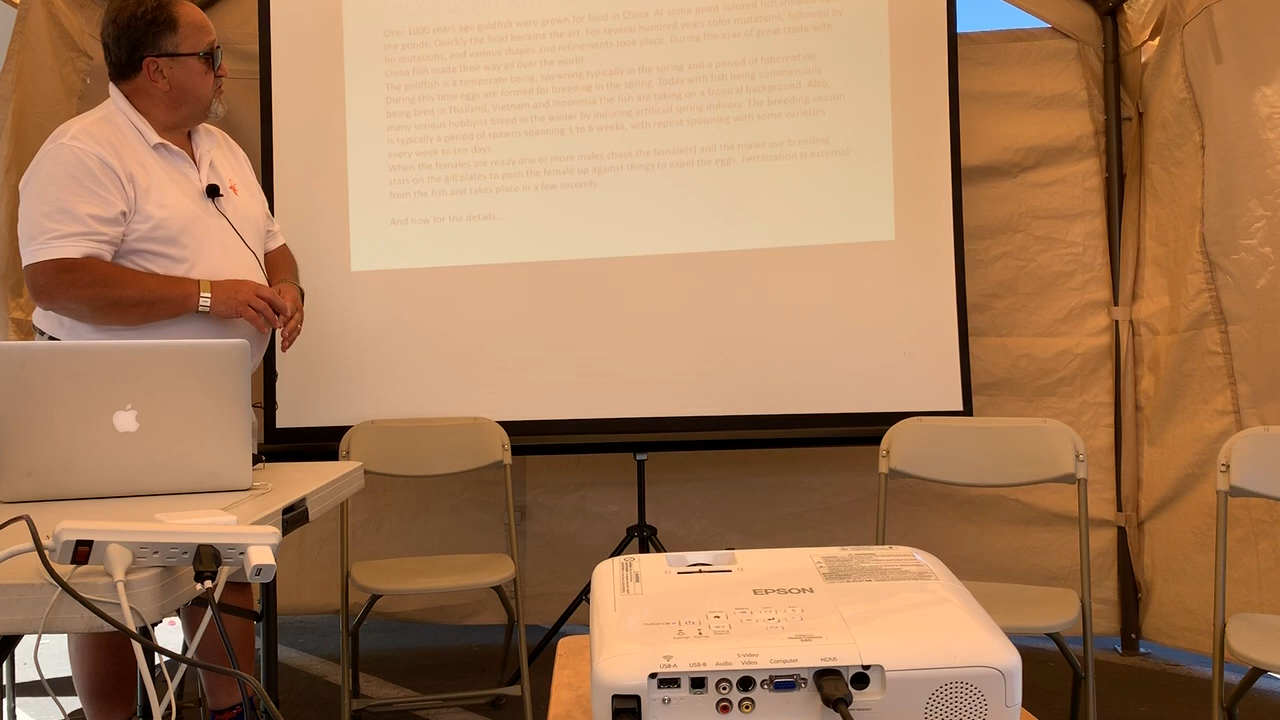 Over 1000 years ago goldfish were grown for food in China. At some point colored fish showed up in
the ponds. Quickly the food became the art. For several hundred years color mutations, followed by
fin mutations, and various shapes and refinements took place. During the eras of great trade with
China fish made their way all over the world.
The goldfish is a temperate being, spawning typically in the spring and a period of hibernation
During this time eggs are formed for breeding in the spring. Today with fish being commercially
being bred in Thailand, Vietnam and Indonesia the fish are taking on a tropical background. Also,
many serious hobbyist breed in the winter by inducing artificial spring indoors. The breeding season
is typically a period of spawns spanning 1 to 6 weeks, with repeat spawning with some varieties
every week to ten days.
When the females are ready one or more males chase the female(s) and the males use breeding
stars on the gill plates to push the female up against things to expel the eggs. Fertilization is external
from the fish and takes place in a few seconds.
And now for the details...
EPSON
USB-A USB-B Audio S-Video Video Computer HDMI